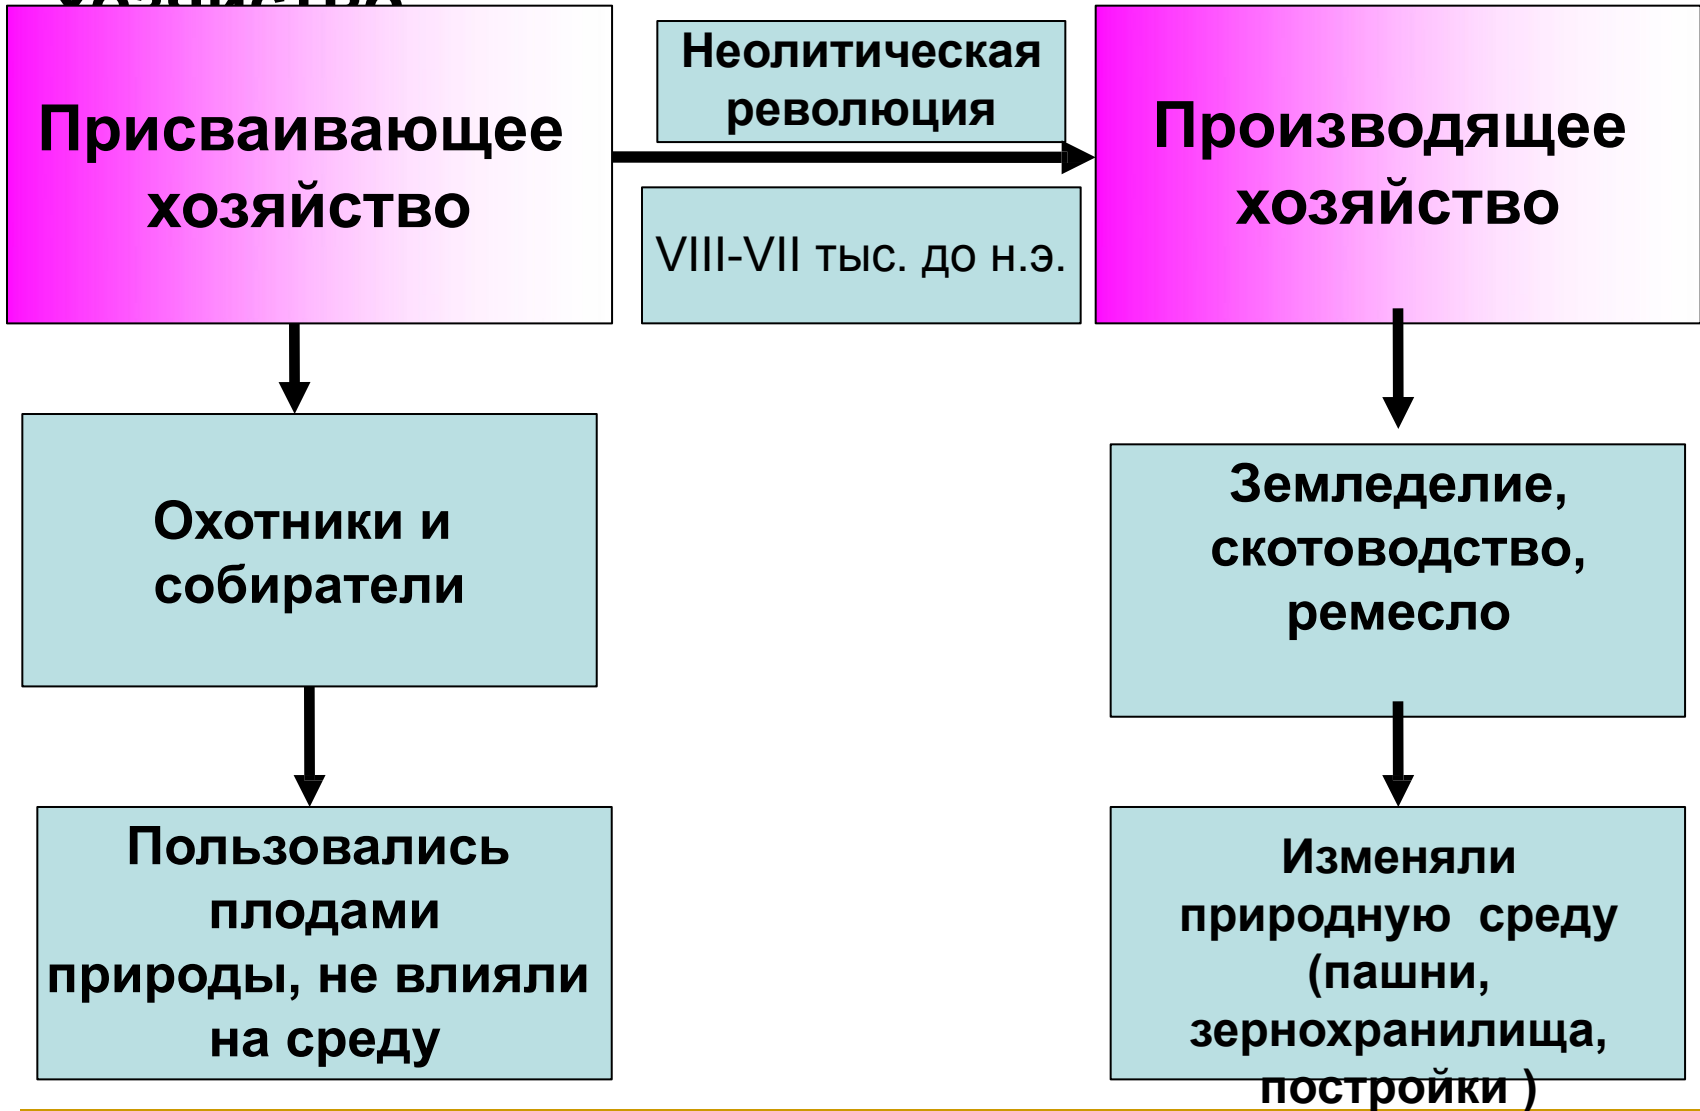 Присваивающее
хозяйство
Неолитическая
революция
VIII-VII тыс. до н.э.
Производящее
хозяйство
Охотники и
собиратели
Земледелие,
скотоводство,
ремесло
Пользовались
плодами
природы, не влияли
на среду
Изменяли
природную среду
(пашни,
зернохранилища,
постройки )